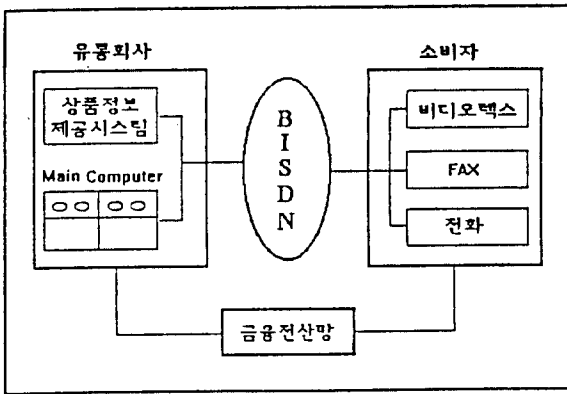 유통회사
소비자
상품정보
제공시스팀
Main Computer
B
I
S
D
N
비디오텍스
FAX
전화
금융전산망